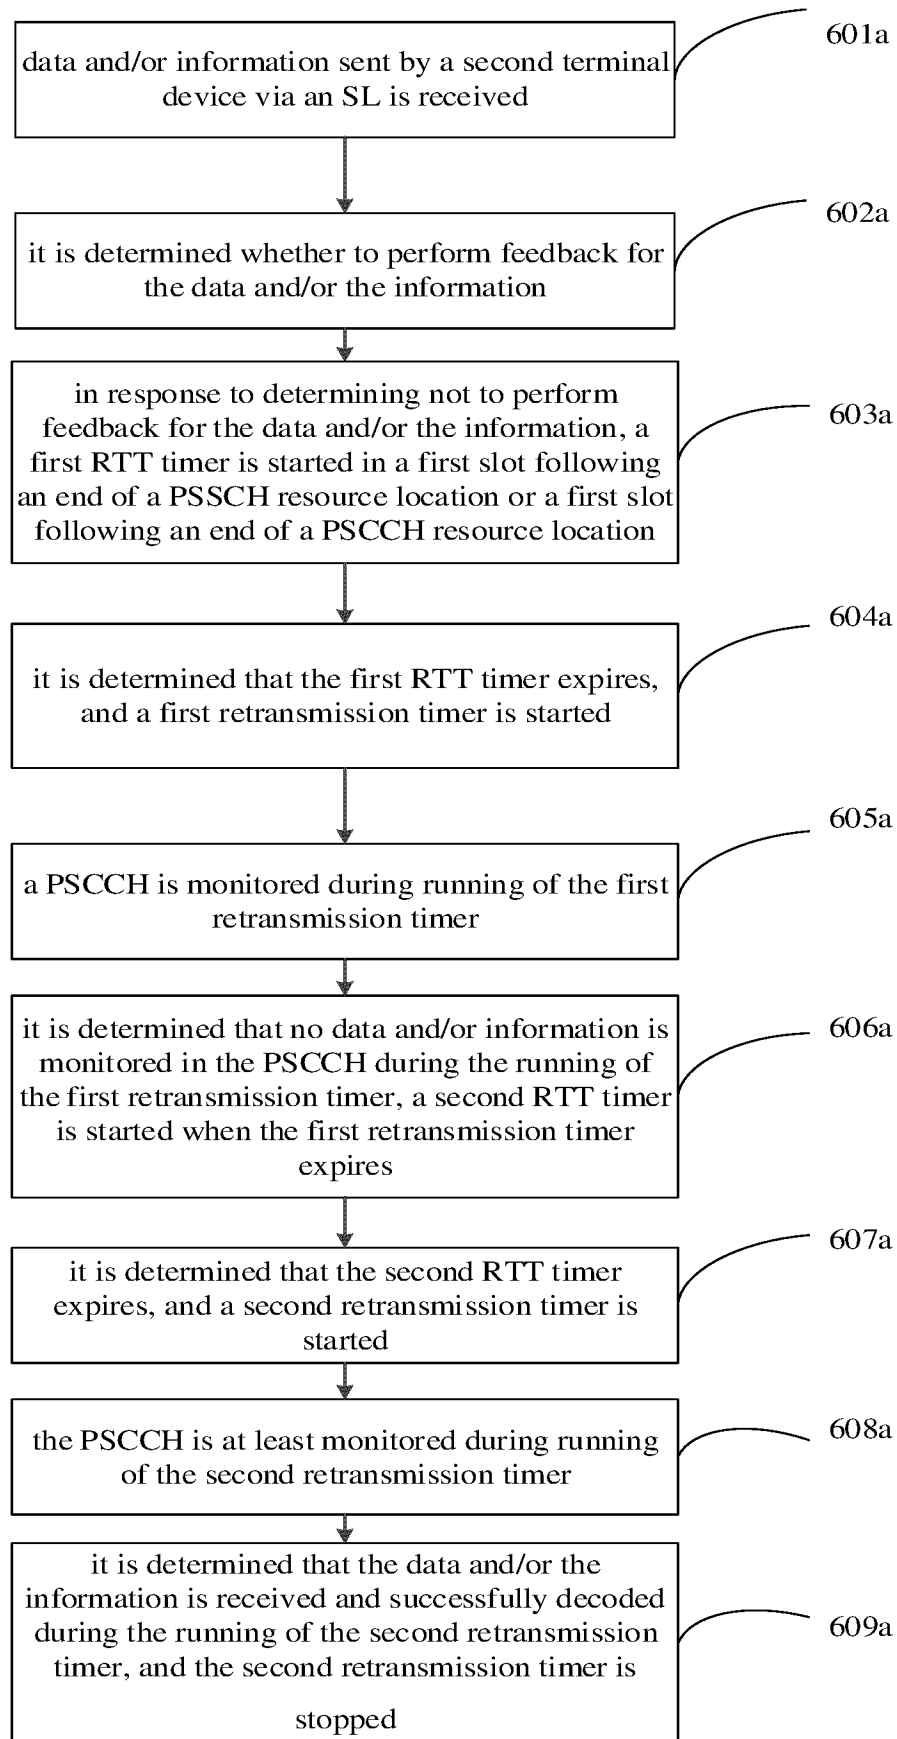 601a
data and/or information sent by a second terminal
device via an SL is received
602a
it is determined whether to perform feedback for
the data and/or the information
603a
in response to determining not to perform
feedback for the data and/or the information, a
first RTT timer is started in a first slot following
an end of a PSSCH resource location or a first slot
following an end of a PSCCH resource location
604a
it is determined that the first RTT timer expires,
and a first retransmission timer is started
605a
a PSCCH is monitored during running of the first
retransmission timer
606a
it is determined that no data and/or information is
monitored in the PSCCH during the running of
the first retransmission timer, a second RTT timer
is started when the first retransmission timer
expires
607a
it is determined that the second RTT timer
expires, and a second retransmission timer is
started
608a
the PSCCH is at least monitored during running
of the second retransmission timer
609a
it is determined that the data and/or the
information is received and successfully decoded
during the running of the second retransmission
timer, and the second retransmission timer is
stopped